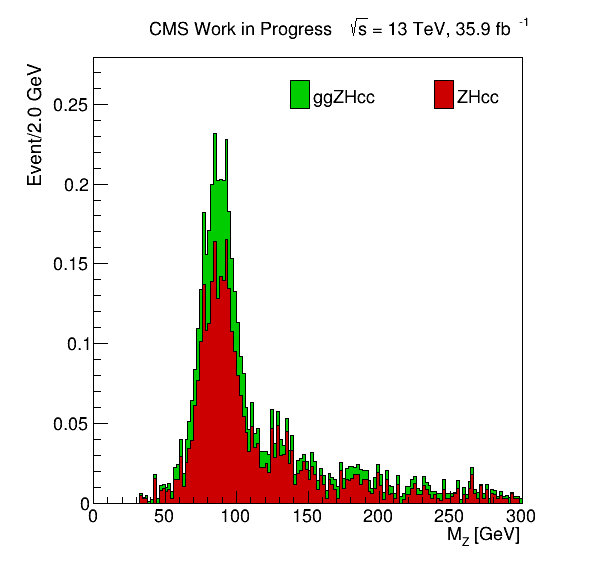 CMS Work in Progress √s = 13 TeV, 35.9 fb -1
Event/2.0 GeV
ggZHcc ZHcc
0.25
0.2
0.15
0.1
0.05
0
0 50 100 150 200 250 300
MZ [GeV]